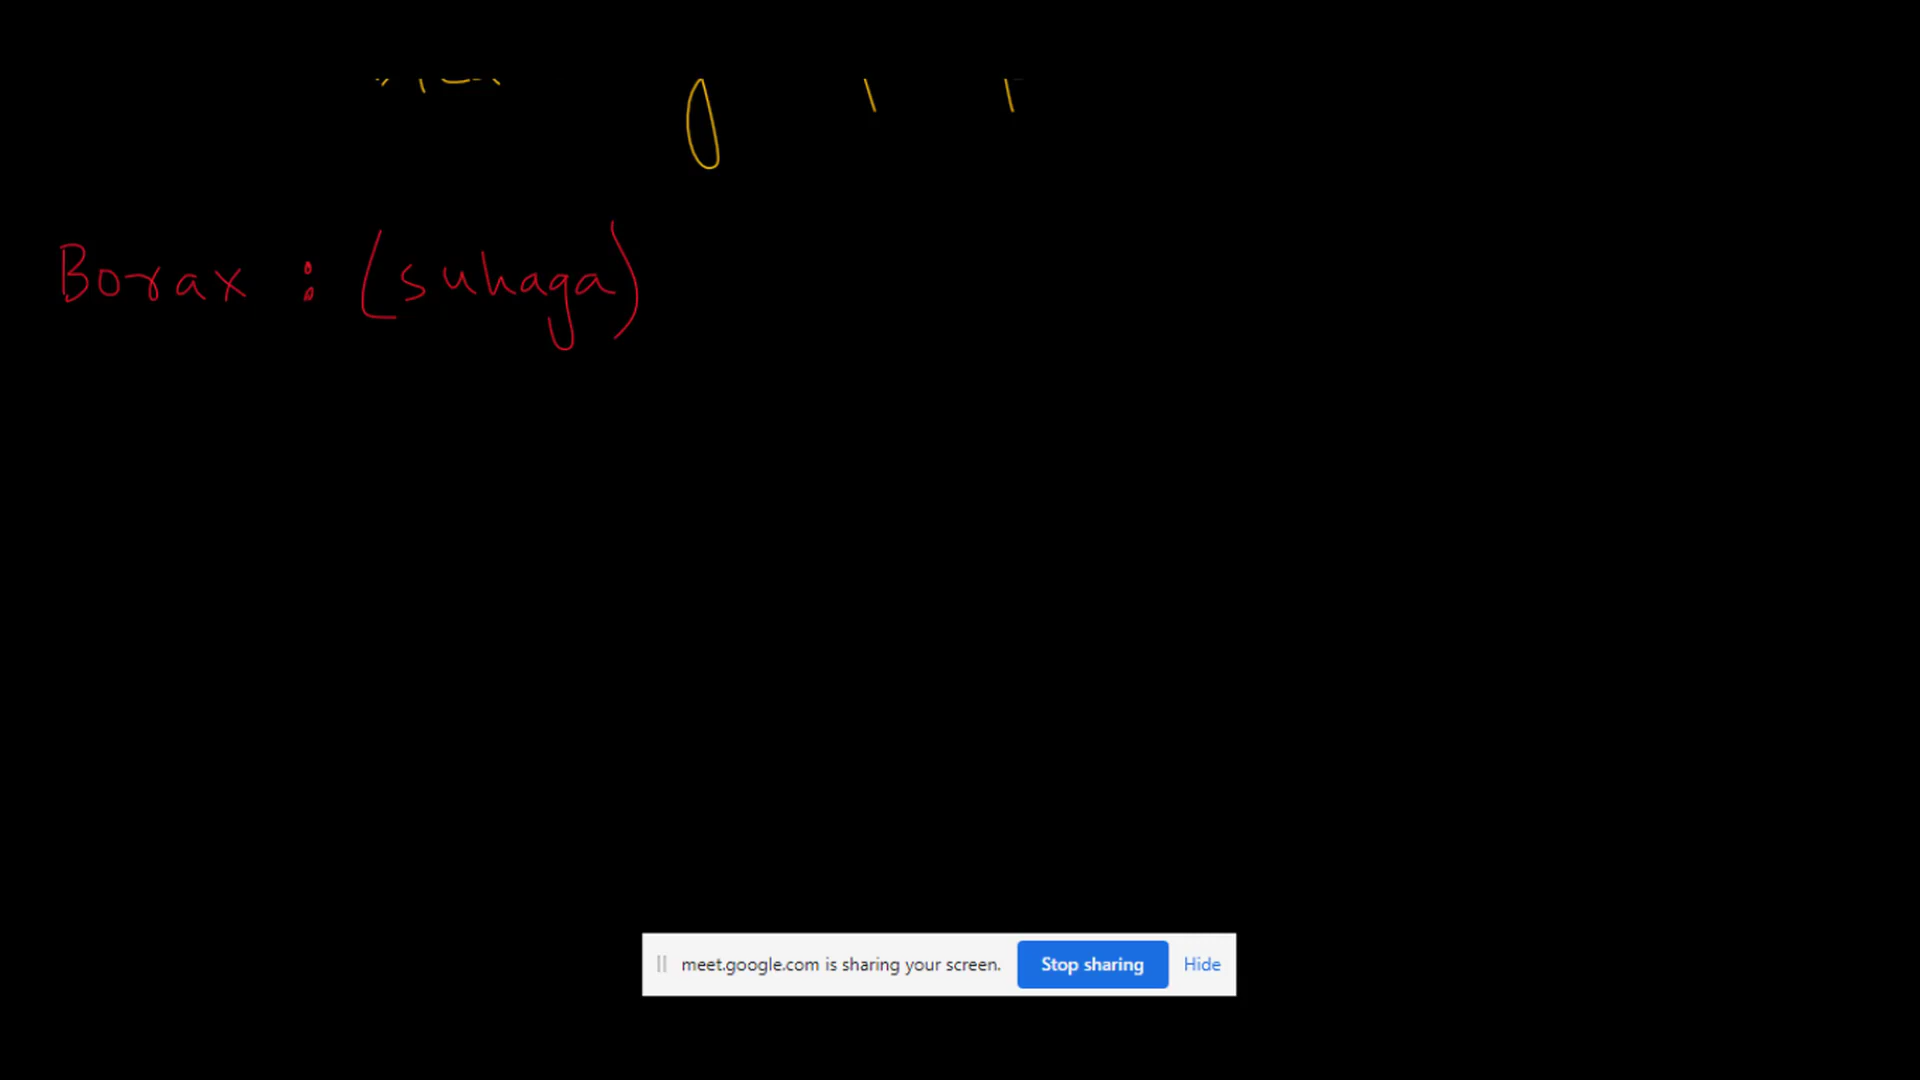 Borax : (suhaga)
meet.google.com is sharing your screen. Stop sharing Hide